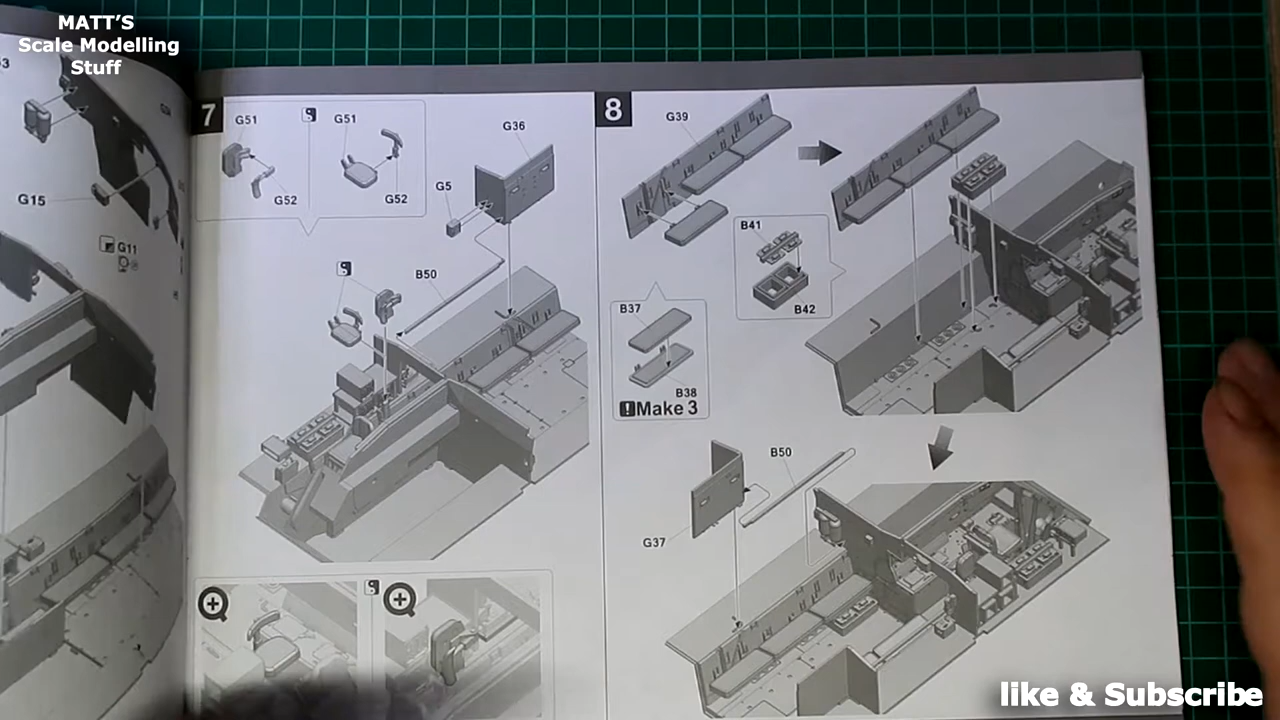 MATT'S
Scale Modelling
Stuff
G15
G11
7
G51
G51
G52
G52
G36
G5
B50
8
G39
B41
B42
B37
B38
Make 3
B50
G37
like & Subscribe